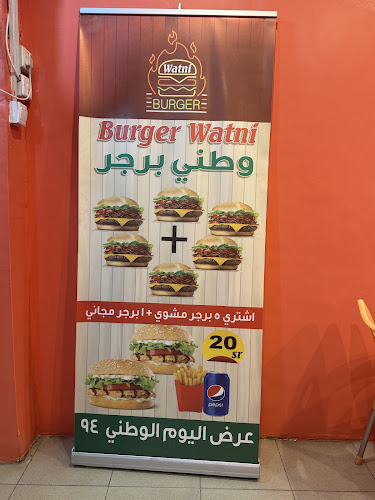 Watni
BURGER
Burger Watni
وطني برجر
+
اشتري ٥ برجر مشوي + ١ برجر مجاني
20
SR
pepsi
عرض اليوم الوطني ٩٤